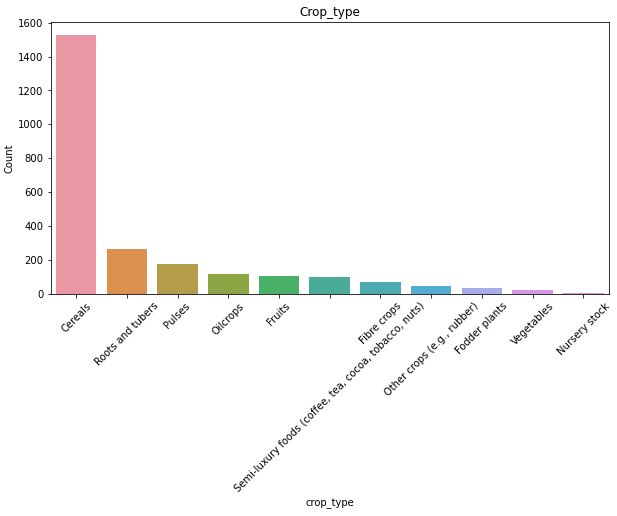 Crop_type
Count
1600
1400
1200
1000
800
600
400
200
0
Cereals
Roots and tubers
Pulses
Oilcrops
Fruits
Semi-luxury foods (coffee, tea, cocoa, tobacco, nuts)
Fibre crops
Other crops (e.g., rubber)
Fodder plants
Vegetables
Nursery stock
crop_type